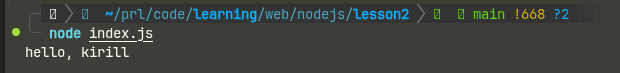 ~/prl/code/learning/web/nodejs/lesson2 main !668 ?2
node index.js
hello, kirill